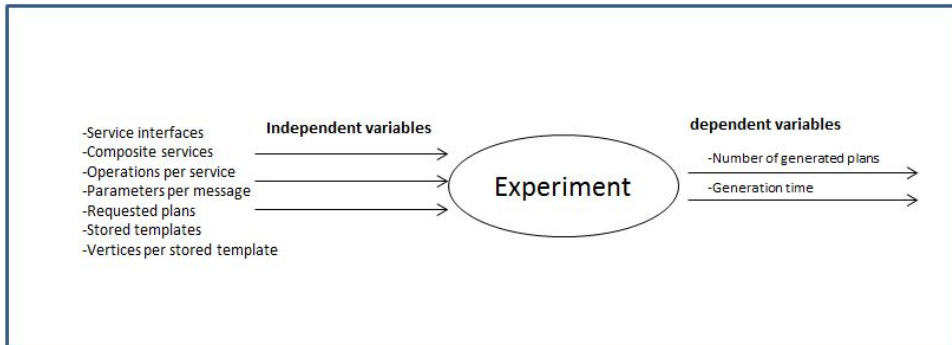 -Service interfaces
-Composite services
-Operations per service
-Parameters per message
-Requested plans
-Stored templates
-Vertices per stored template
Independent variables
Experiment
dependent variables
-Number of generated plans
-Generation time